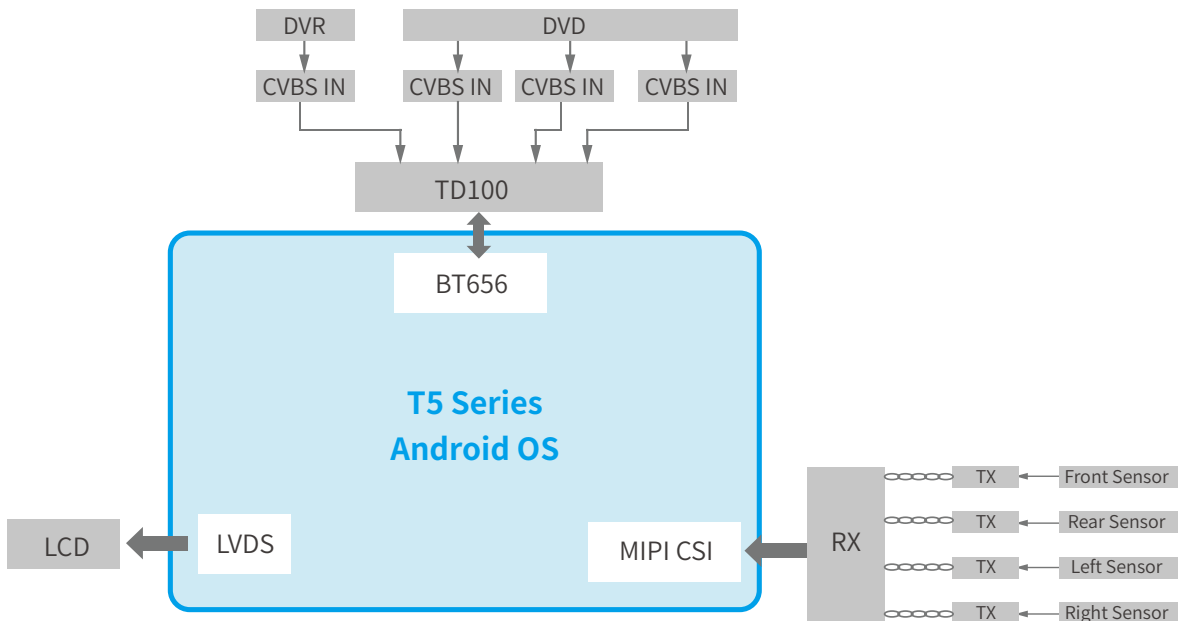 DVR
DVD
CVBS IN
CVBS IN
CVBS IN
CVBS IN
TD100
BT656
T5 Series
Android OS
LCD
LVDS
MIPI CSI
RX
TX
Front Sensor
TX
Rear Sensor
TX
Left Sensor
TX
Right Sensor